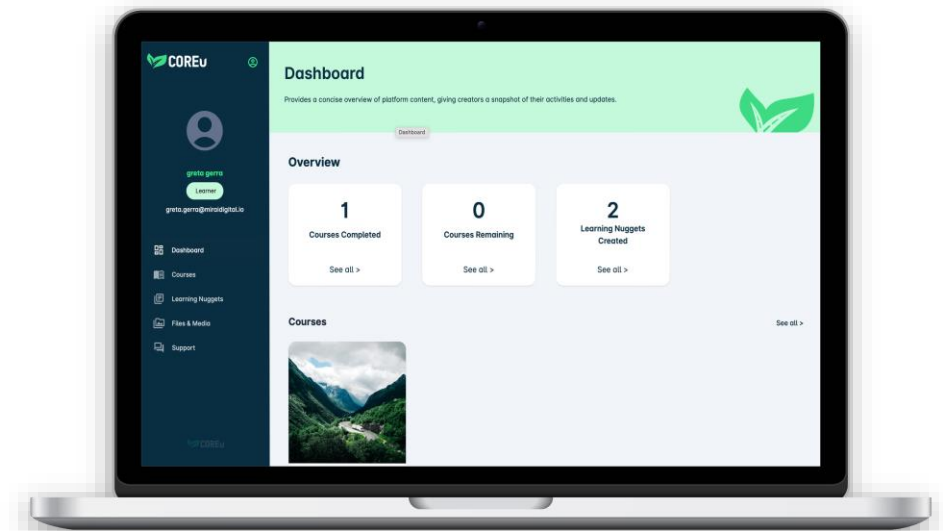 COREu
greta gerra
Learner
greta.gerra@miraidigital.io
Dashboard
Courses
Learning Nuggets
Files & Media
Support
COREu
Dashboard
Provides a concise overview of platform content, giving creators a snapshot of their activities and updates.
Dashboard
Overview
1
Courses Completed
See all >
0
Courses Remaining
See all >
2
Learning Nuggets
Created
See all >
Courses
See all >